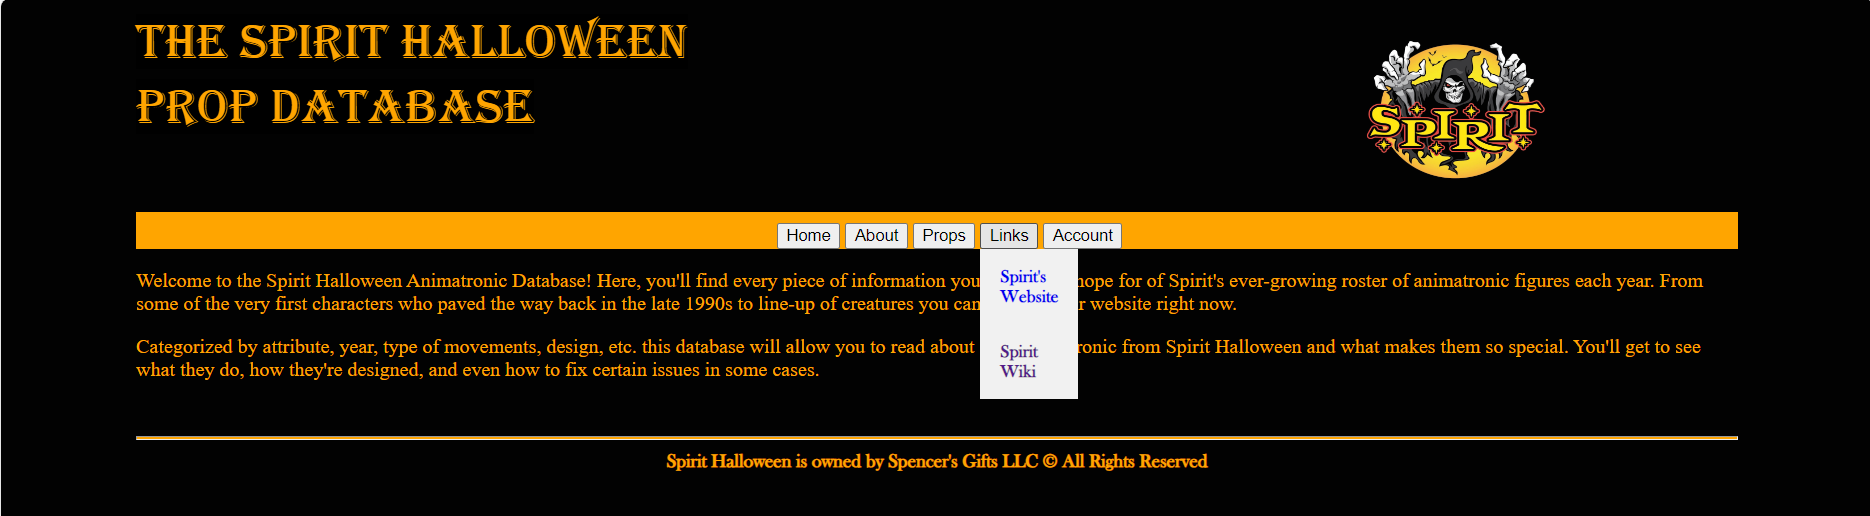 THE SPIRIT HALLOWEEN
PROP DATABASE
SPIRIT
Home About Props Links Account
Welcome to the Spirit Halloween Animatronic Database! Here, you'll find every piece of information you hope for of Spirit's ever-growing roster of animatronic figures each year. From
some of the very first characters who paved the way back in the late 1990s to line-up of creatures you can r website right now.
Spirit's
Website
Categorized by attribute, year, type of movements, design, etc. this database will allow you to read about ronic from Spirit Halloween and what makes them so special. You'll get to see
what they do, how they're designed, and even how to fix certain issues in some cases.
Spirit
Wiki
Spirit Halloween is owned by Spencer's Gifts LLC © All Rights Reserved